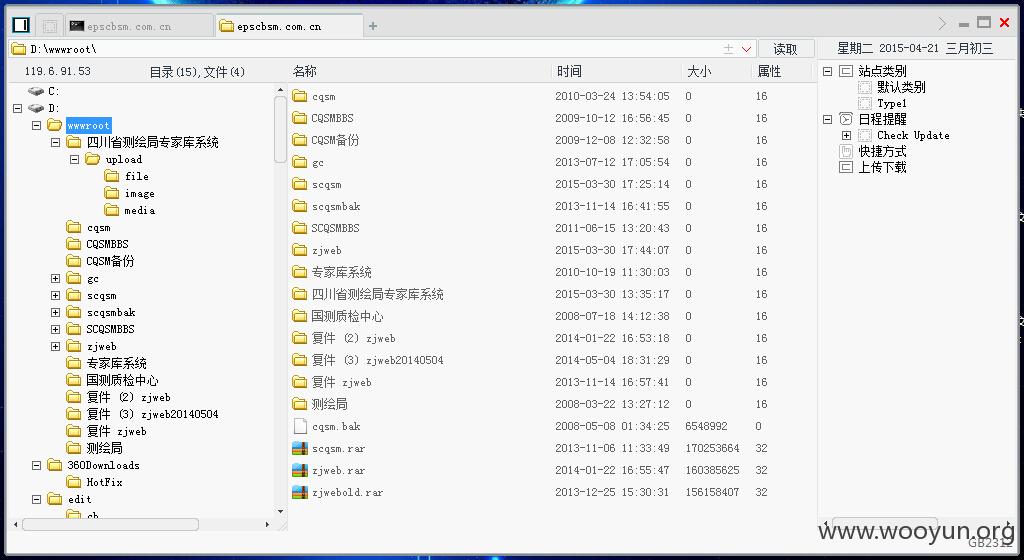 epscbsm.com.cn
epscbsm.com.cn
D:\wwwroot\
读取
星期二 2015-04-21 三月初三
119.6.91.53
目录(15),文件(4)
名称 时间 大小 属性
C:
D:
wwwroot
四川省测绘局专家库系统
upload
file
image
media
cqsm
CQSMBBS
CQSM备份
gc
scqsm
scqsmbak
SCQSMBBS
zjweb
专家库系统
国测质检中心
复件 (2) zjweb
复件 (3) zjweb20140504
复件 zjweb
测绘局
360Downloads
HotFix
edit
cb
cqsm 2010-03-24 13:54:05 0 16
CQSMBBS 2009-10-12 16:56:45 0 16
CQSM备份 2009-12-08 12:32:58 0 16
gc 2013-07-12 17:05:54 0 16
scqsm 2015-03-30 17:25:14 0 16
scqsmbak 2013-11-14 16:41:55 0 16
SCQSMBBS 2011-06-15 13:20:43 0 16
zjweb 2015-03-30 17:44:07 0 16
专家库系统 2010-10-19 11:30:03 0 16
四川省测绘局专家库系统 2015-03-30 13:35:17 0 16
国测质检中心 2008-07-18 14:12:38 0 16
复件 (2) zjweb 2014-01-22 16:53:18 0 16
复件 (3) zjweb20140504 2014-05-04 18:31:29 0 16
复件 zjweb 2013-11-14 16:57:41 0 16
测绘局 2008-03-22 13:27:12 0 16
cqsm.bak 2008-05-08 01:34:25 6548992 0
scqsm.rar 2013-11-06 11:33:49 170253664 32
zjweb.rar 2014-01-22 16:55:47 160385625 32
zjwebold.rar 2013-12-25 15:30:31 156158407 32
站点类别
默认类别
Type1
日程提醒
Check Update
快捷方式
上传下载
www.wooyun.org
GB2312